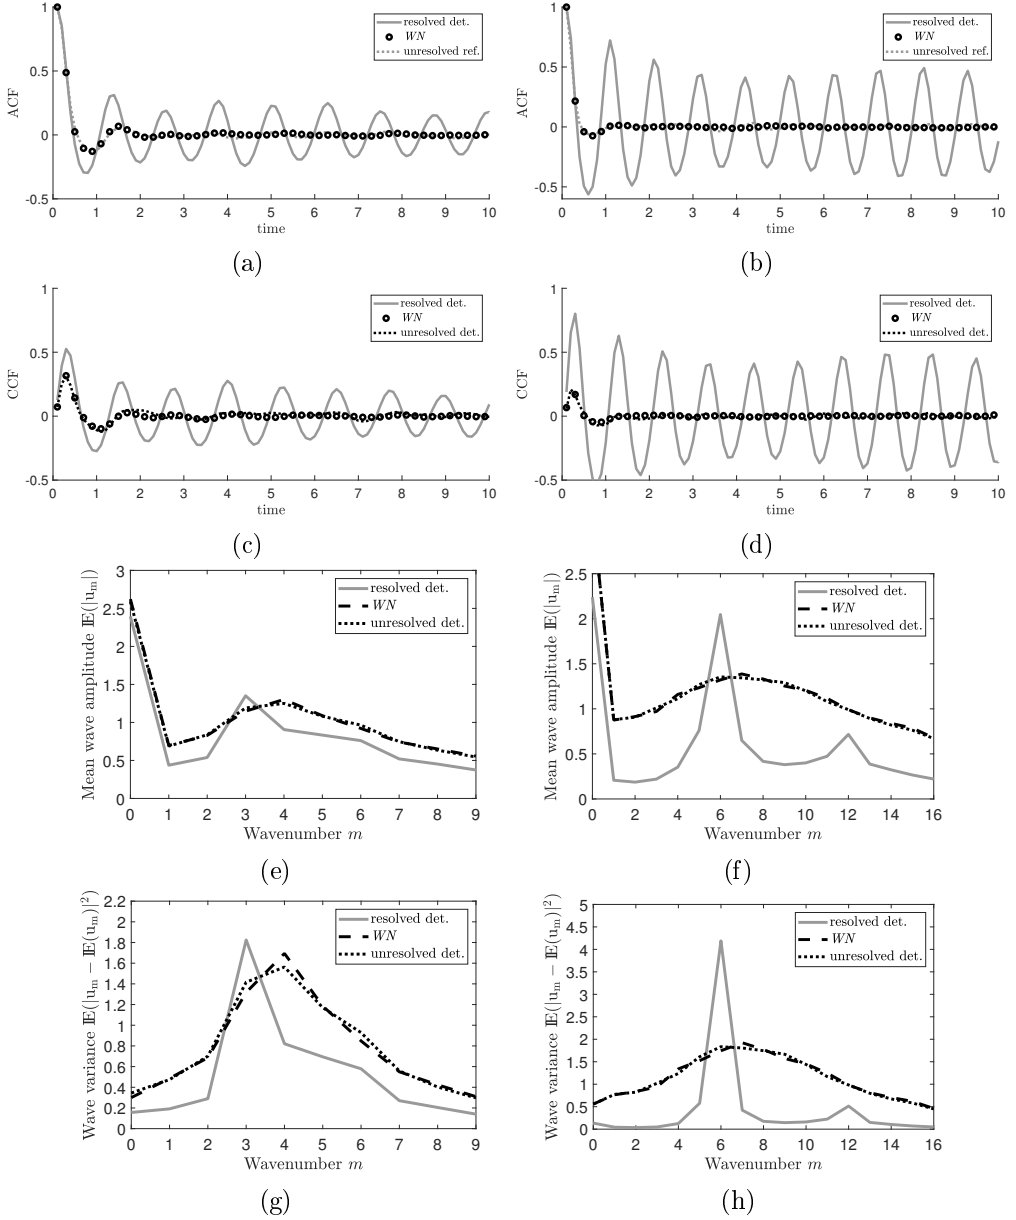 1
0.5
0
-0.5
ACF
0 1 2 3 4 5 6 7 8 9 10
time
resolved det.
WN
unresolved ref.
(a)
1
0.5
0
-0.5
ACF
0 1 2 3 4 5 6 7 8 9 10
time
resolved det.
WN
unresolved ref.
(b)
1
0.5
0
-0.5
CCF
0 1 2 3 4 5 6 7 8 9 10
time
resolved det.
WN
unresolved det.
(c)
1
0.5
0
-0.5
CCF
0 1 2 3 4 5 6 7 8 9 10
time
resolved det.
WN
unresolved det.
(d)
3
2.5
2
1.5
1
0.5
0
Mean wave amplitude 𝔼(|u_m|)
0 1 2 3 4 5 6 7 8 9
Wavenumber m
resolved det.
WN
unresolved det.
(e)
2.5
2
1.5
1
0.5
0
Mean wave amplitude 𝔼(|u_m|)
0 2 4 6 8 10 12 14 16
Wavenumber m
resolved det.
WN
unresolved det.
(f)
2.2
2
1.8
1.6
1.4
1.2
1
0.8
0.6
0.4
0.2
0
Wave variance 𝔼(|u_m − 𝔼(u_m)|²)
0 1 2 3 4 5 6 7 8 9
Wavenumber m
resolved det.
WN
unresolved det.
(g)
5
4.5
4
3.5
3
2.5
2
1.5
1
0.5
0
Wave variance 𝔼(|u_m − 𝔼(u_m)|²)
0 2 4 6 8 10 12 14 16
Wavenumber m
resolved det.
WN
unresolved det.
(h)